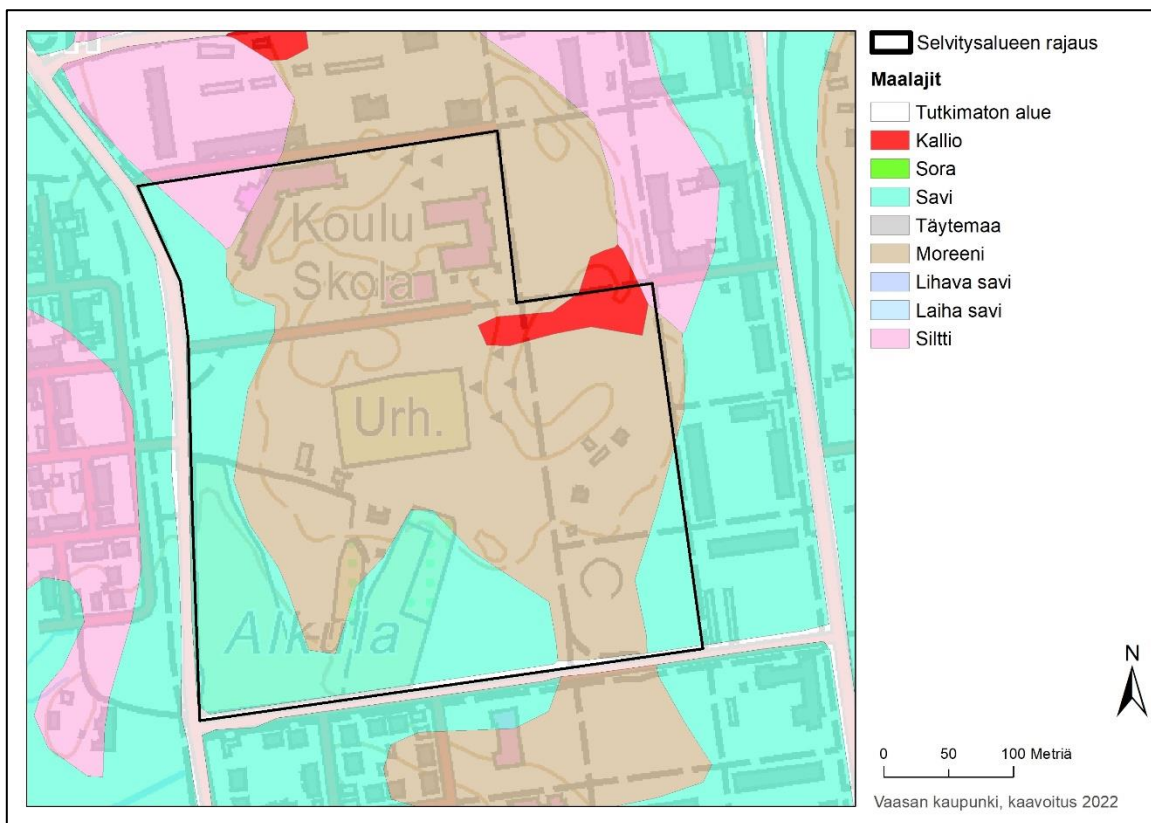 Koulu
Skola
Urh.
Alkula
Selvitysalueen rajaus
Maalajit
Tutkimaton alue
Kallio
Sora
Savi
Täytemaa
Moreeni
Lihava savi
Laiha savi
Siltti
N
0 50 100 Metriä
Vaasan kaupunki, kaavoitus 2022